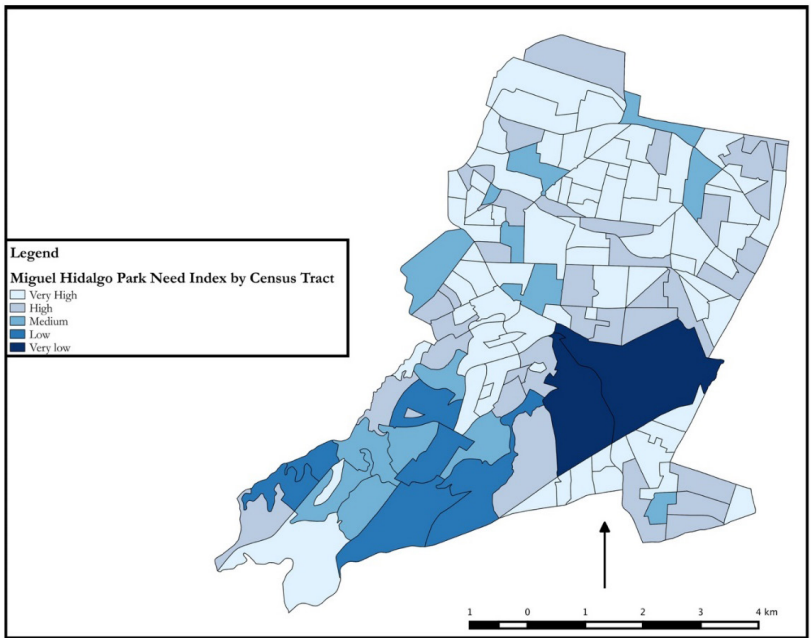 Legend
Miguel Hidalgo Park Need Index by Census Tract
Very High
High
Medium
Low
Very low
1 0 1 2 3 4 km